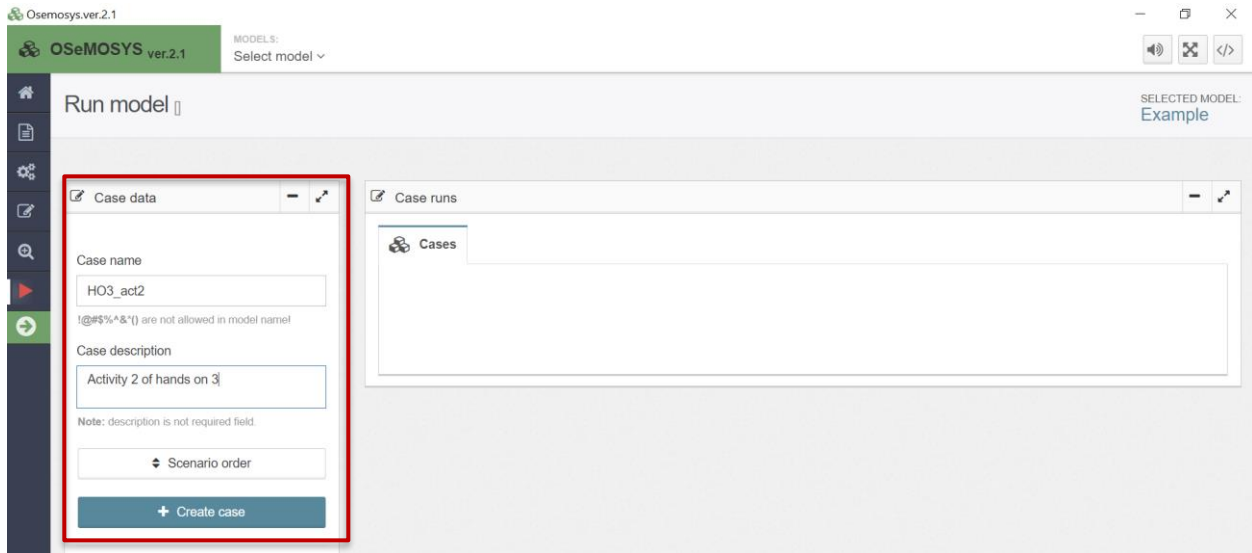 Osemosys.ver.2.1
OSeMOSYS ver.2.1
MODELS:
Select model
Run model
SELECTED MODEL:
Example
Case data
Case runs
Cases
Case name
HO3_act2
!@#$%^&*() are not allowed in model name!
Case description
Activity 2 of hands on 3
Note: description is not required field.
Scenario order
+ Create case